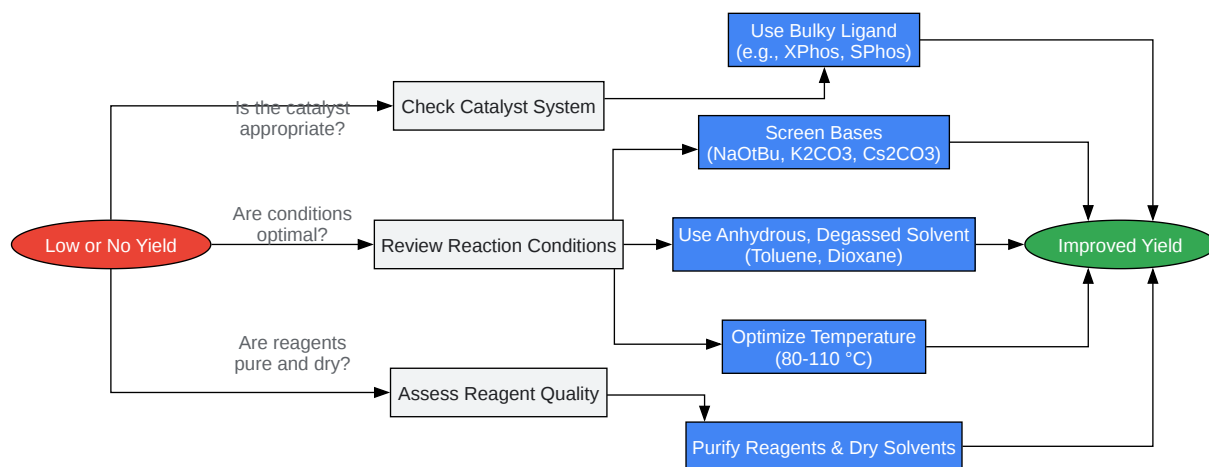 Use Bulky Ligand
(e.g., XPhos, SPhos)
Is the catalyst
appropriate?
Check Catalyst System
Screen Bases
(NaOtBu, K2CO3, Cs2CO3)
Low or No Yield
Are conditions
optimal?
Review Reaction Conditions
Use Anhydrous, Degassed Solvent
(Toluene, Dioxane)
Improved Yield
Optimize Temperature
(80-110 °C)
Are reagents
pure and dry?
Assess Reagent Quality
Purify Reagents & Dry Solvents